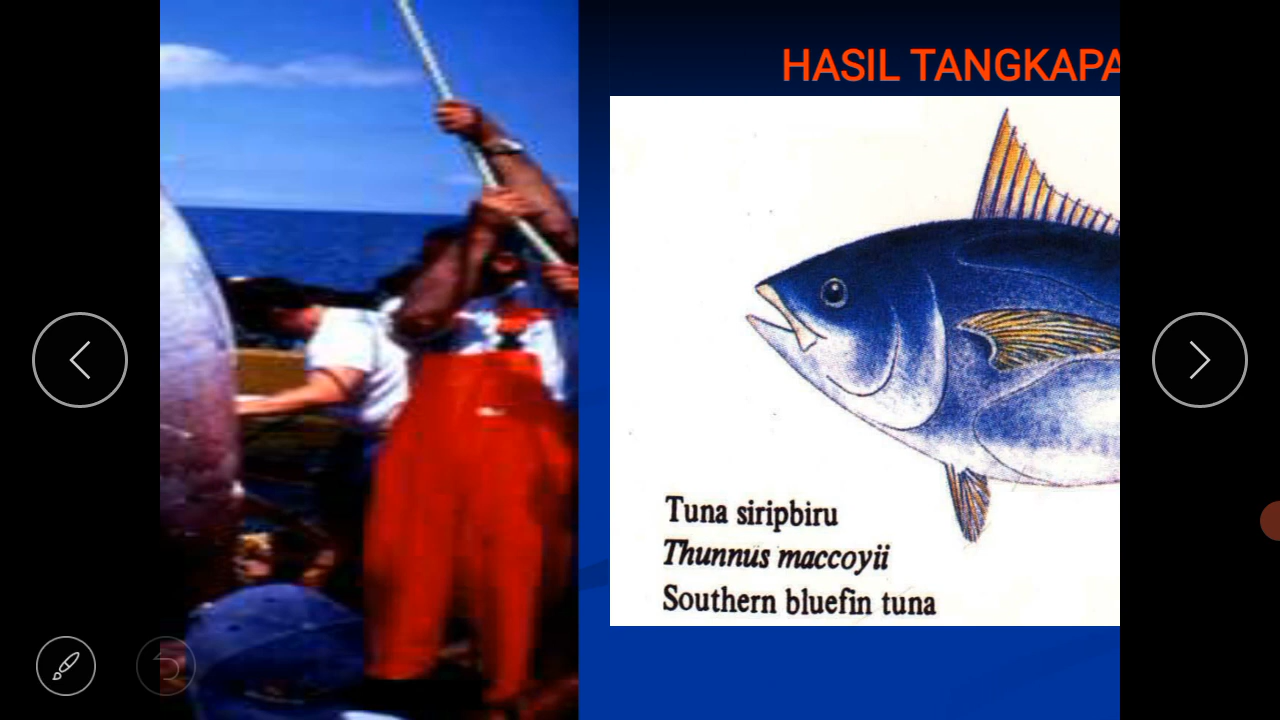 HASIL TANGKAPA
Tuna siripbiru
Thunnus maccoyii
Southern bluefin tuna